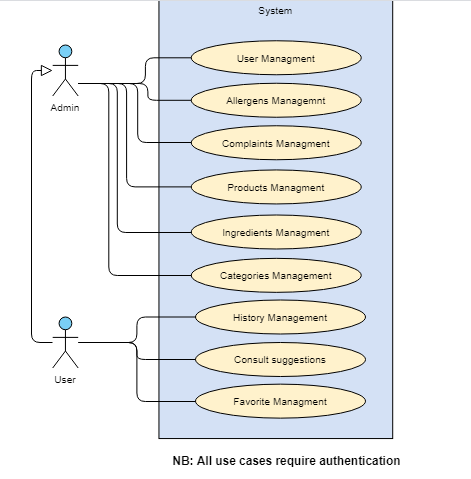 System
User Managment
Allergens Managemnt
Admin
Complaints Managment
Products Managment
Ingredients Managment
Categories Management
History Management
Consult suggestions
User
Favorite Managment
NB: All use cases require authentication